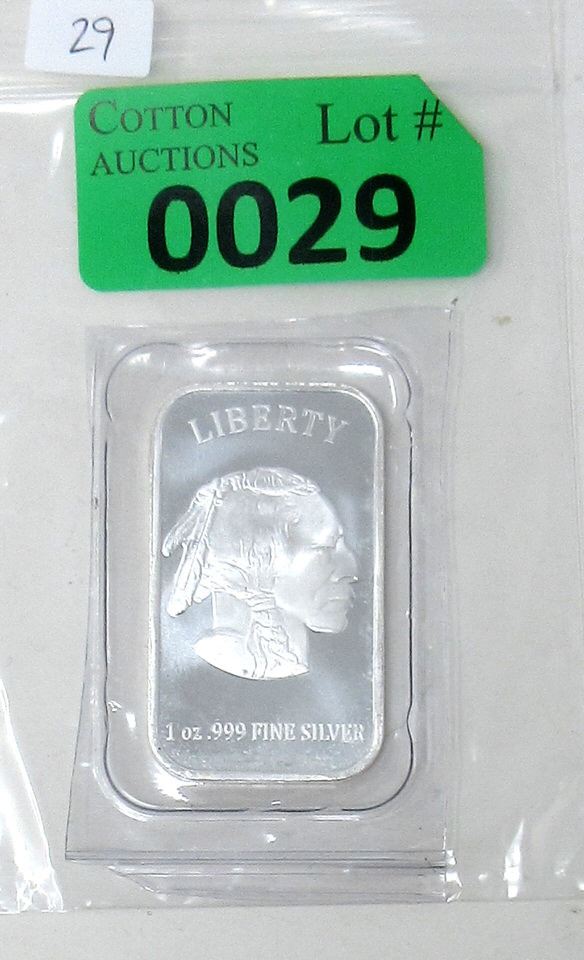 29
COTTON
AUCTIONS
Lot #
0029
LIBERTY
1 oz .999 FINE SILVER